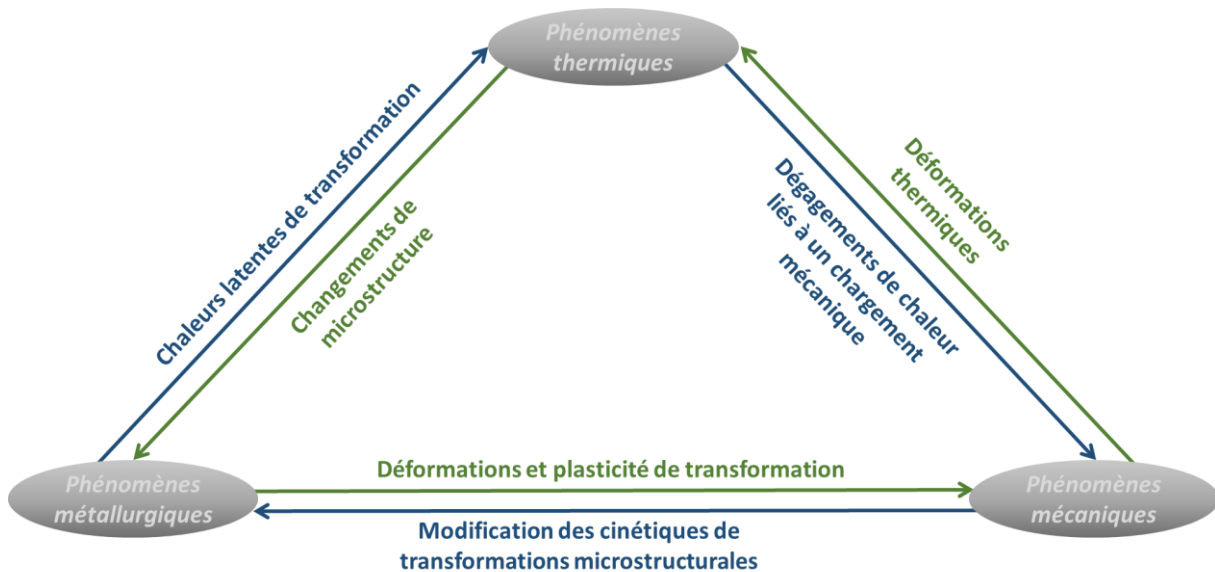 Phénomènes
thermiques
Chaleurs latentes de transformation
Changements de
microstructure
Dégagements de chaleur
liés à un chargement
mécanique
Déformations
thermiques
Phénomènes
métallurgiques
Déformations et plasticité de transformation
Modification des cinétiques de
transformations microstructurales
Phénomènes
mécaniques